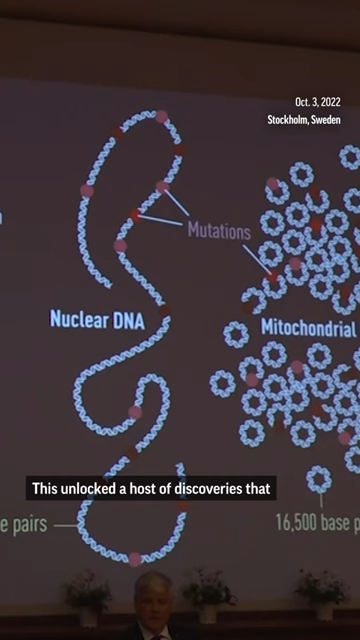 Oct. 3, 2022
Stockholm, Sweden
Mutations
Nuclear DNA
Mitochondrial
This unlocked a host of discoveries that
e pairs
16,500 base p